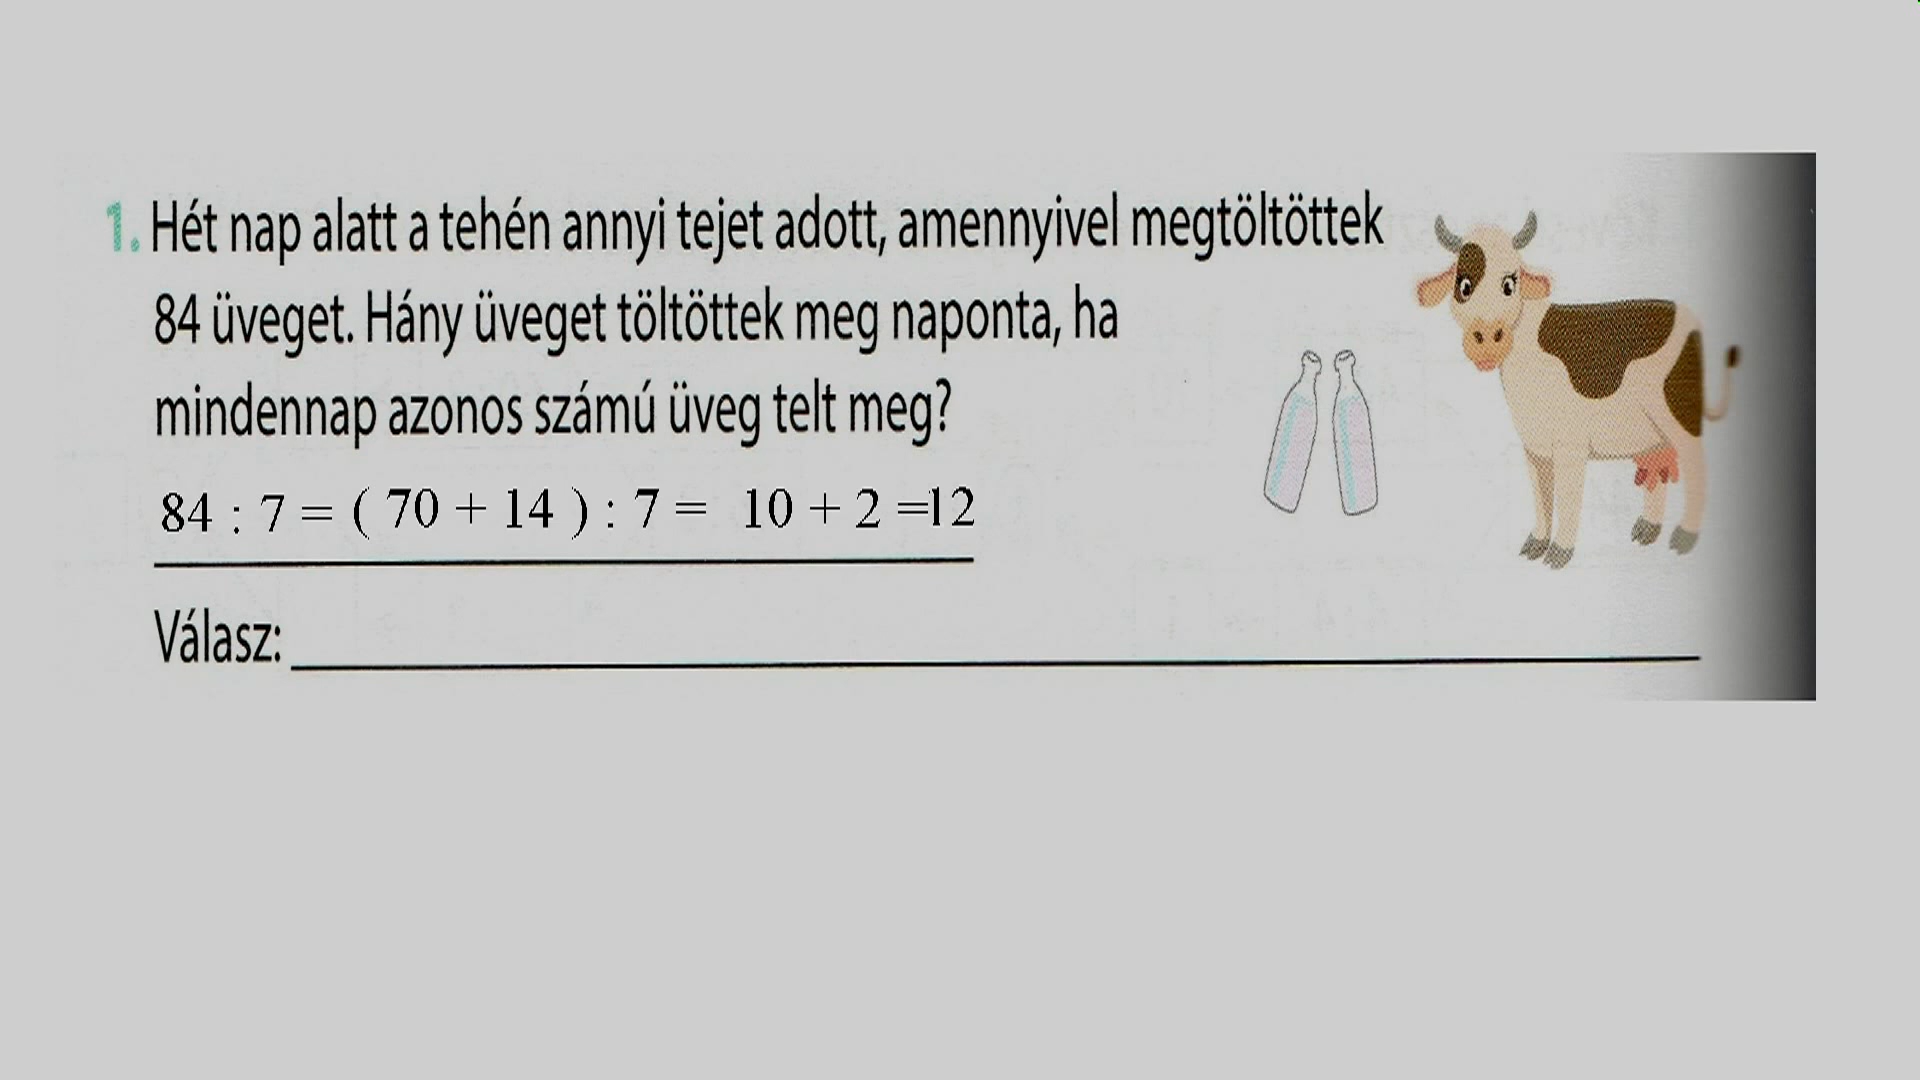 1. Hét nap alatt a tehén annyi tejet adott, amennyivel megtöltöttek
84 üveget. Hány üveget töltöttek meg naponta, ha
mindennap azonos számú üveg telt meg?
84 : 7 = ( 70 + 14 ) : 7 = 10 + 2 =12
Válasz: